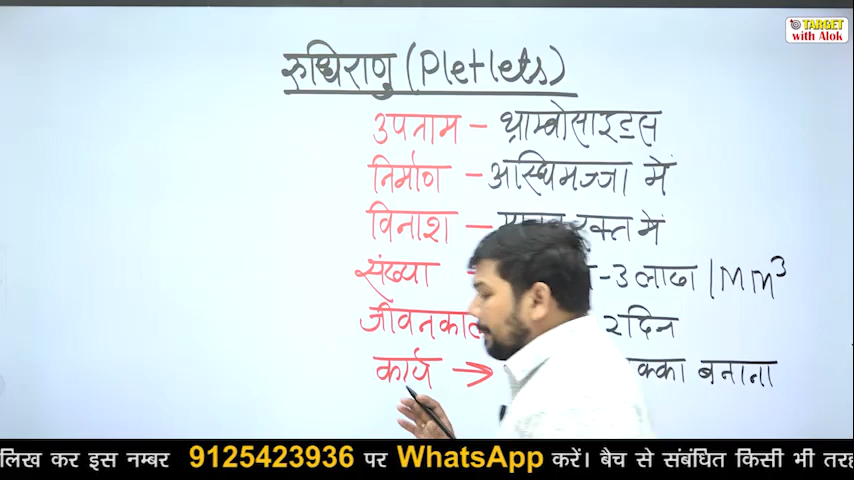 TARGET
with Alok
रुधिराणु (Pletlets)
उपनाम - थ्राम्बोसाइट्स
निर्माण - अस्थिमज्जा में
विनाश - रक्त में
संख्या - -3 लाख / MM³
जीवनकाल दिन
कार्य → बनाना
लिख कर इस नम्बर 9125423936 पर WhatsApp करें। बैच से संबंधित किसी भी तरह